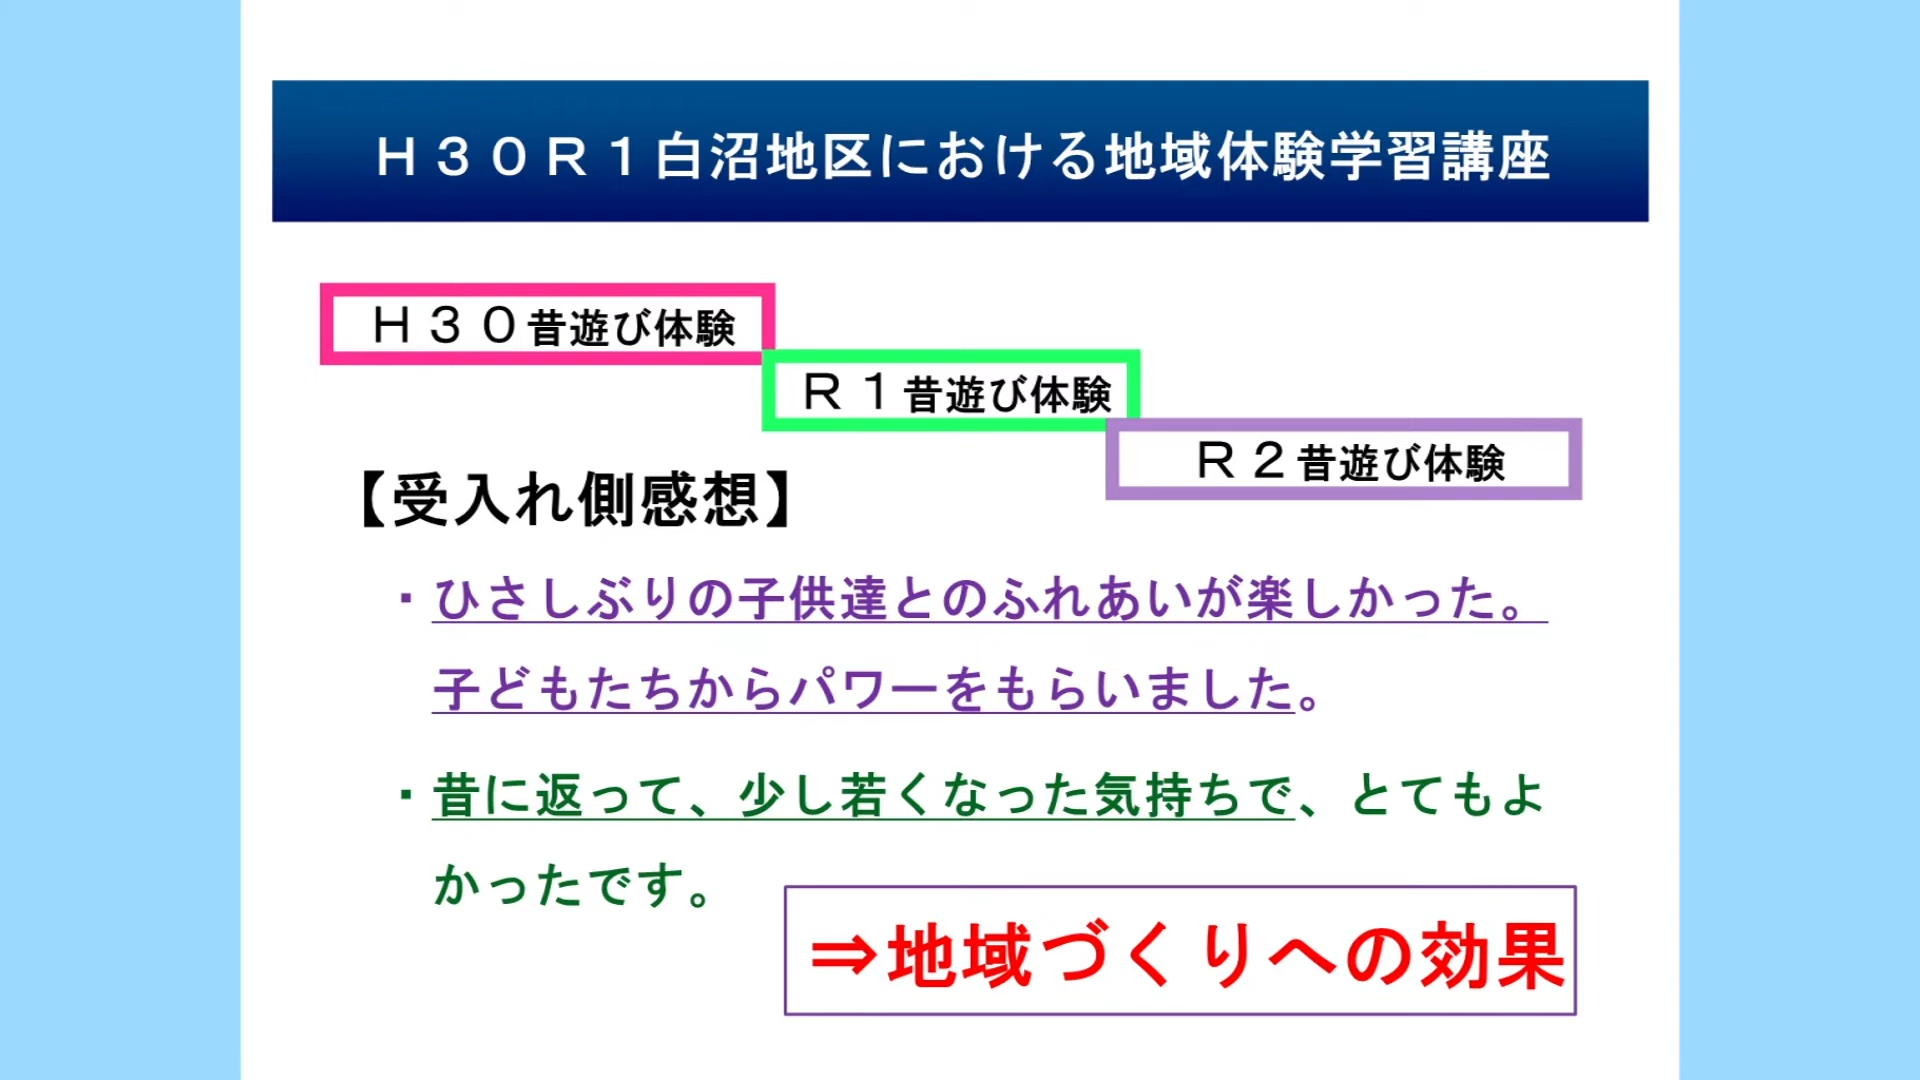 Ｈ３０Ｒ１白沼地区における地域体験学習講座
Ｈ３０昔遊び体験
Ｒ１昔遊び体験
Ｒ２昔遊び体験
【受入れ側感想】
・ひさしぶりの子供達とのふれあいが楽しかった。
子どもたちからパワーをもらいました。
・昔に返って、少し若くなった気持ちで、とてもよ
かったです。
⇒地域づくりへの効果